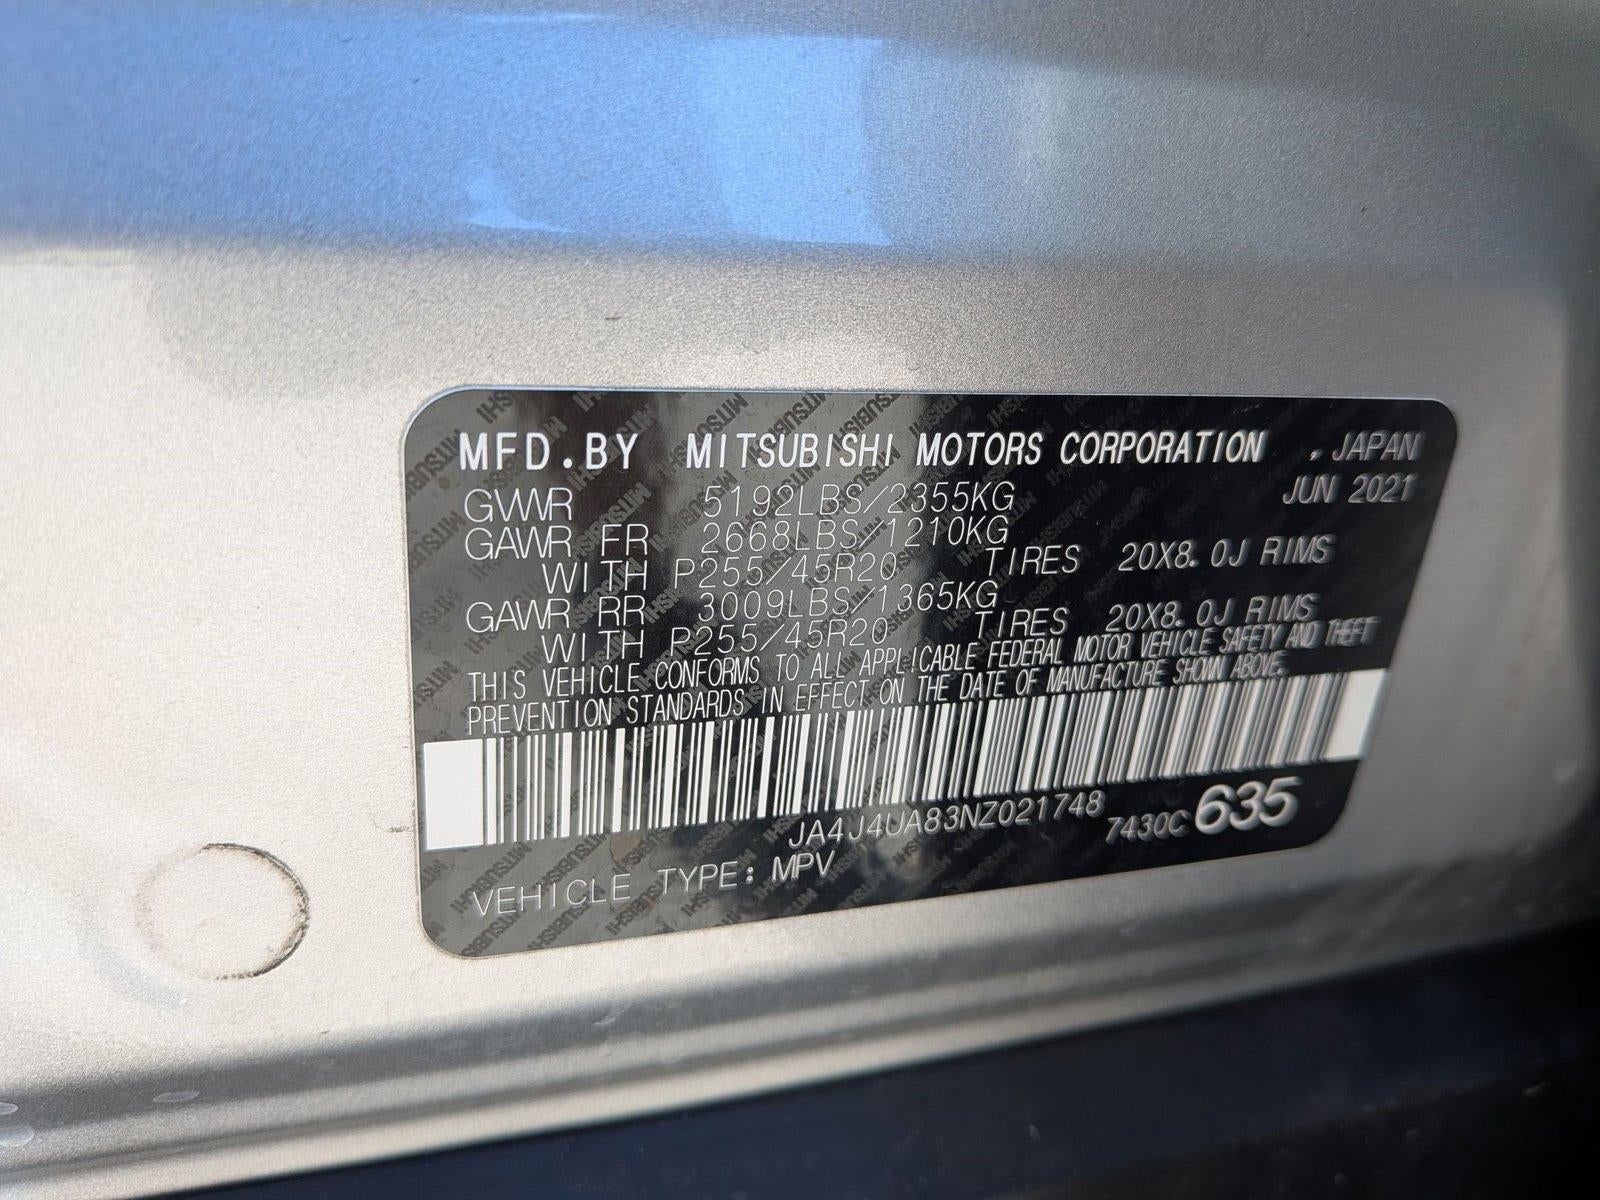 MFD.BY MITSUBISHI MOTORS CORPORATION , JAPAN
GVWR 5192LBS/2355KG JUN 2021
GAWR FR 2668LBS/1210KG
WITH P255/45R20 TIRES 20X8.0J RIMS
GAWR RR 3009LBS/1365KG
WITH P255/45R20 TIRES 20X8.0J RIMS
THIS VEHICLE CONFORMS TO ALL APPLICABLE FEDERAL MOTOR VEHICLE SAFETY AND THEFT
PREVENTION STANDARDS IN EFFECT ON THE DATE OF MANUFACTURE SHOWN ABOVE.
JA4J4UA83NZ021748 7430C 635
VEHICLE TYPE: MPV